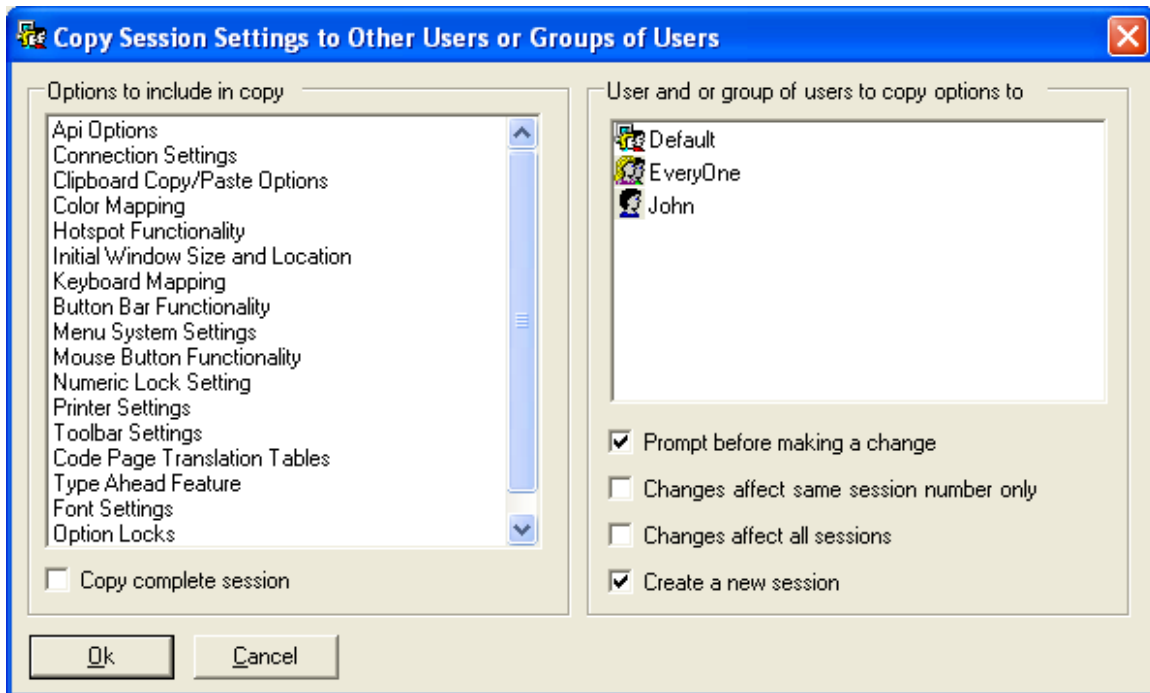 Copy Session Settings to Other Users or Groups of Users
Options to include in copy
Api Options
Connection Settings
Clipboard Copy/Paste Options
Color Mapping
Hotspot Functionality
Initial Window Size and Location
Keyboard Mapping
Button Bar Functionality
Menu System Settings
Mouse Button Functionality
Numeric Lock Setting
Printer Settings
Toolbar Settings
Code Page Translation Tables
Type Ahead Feature
Font Settings
Option Locks
Copy complete session
User and or group of users to copy options to
Default
EveryOne
John
Prompt before making a change
Changes affect same session number only
Changes affect all sessions
Create a new session
Ok
Cancel